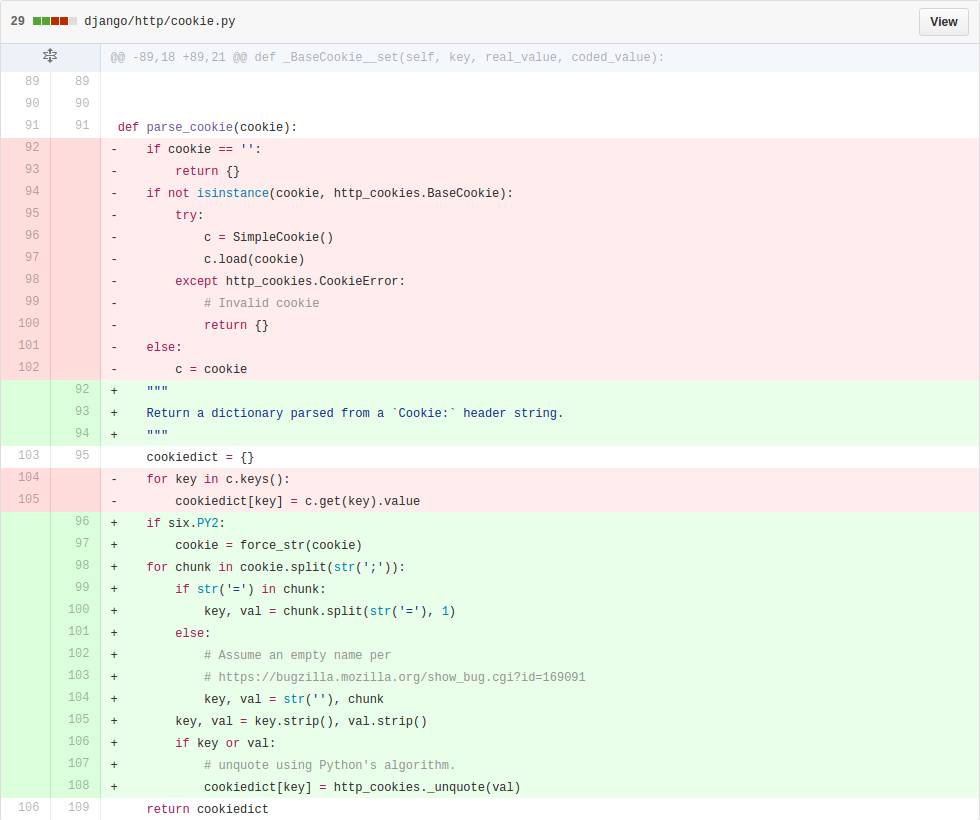 29 django/http/cookie.py View
@@ -89,18 +89,21 @@ def _BaseCookie__set(self, key, real_value, coded_value):
89 89
90 90
91 91 def parse_cookie(cookie):
92 - if cookie == '':
93 - return {}
94 - if not isinstance(cookie, http_cookies.BaseCookie):
95 - try:
96 - c = SimpleCookie()
97 - c.load(cookie)
98 - except http_cookies.CookieError:
99 - # Invalid cookie
100 - return {}
101 - else:
102 - c = cookie
92 + """
93 + Return a dictionary parsed from a `Cookie:` header string.
94 + """
103 95 cookiedict = {}
104 - for key in c.keys():
105 - cookiedict[key] = c.get(key).value
96 + if six.PY2:
97 + cookie = force_str(cookie)
98 + for chunk in cookie.split(str(';')):
99 + if str('=') in chunk:
100 + key, val = chunk.split(str('='), 1)
101 + else:
102 + # Assume an empty name per
103 + # https://bugzilla.mozilla.org/show_bug.cgi?id=169091
104 + key, val = str(''), chunk
105 + key, val = key.strip(), val.strip()
106 + if key or val:
107 + # unquote using Python's algorithm.
108 + cookiedict[key] = http_cookies._unquote(val)
106 109 return cookiedict